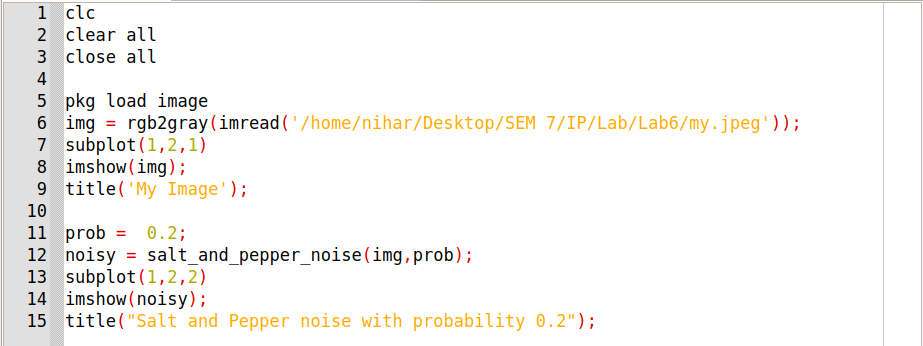 1 clc
2 clear all
3 close all
4
5 pkg load image
6 img = rgb2gray(imread('/home/nihar/Desktop/SEM 7/IP/Lab/Lab6/my.jpeg'));
7 subplot(1,2,1)
8 imshow(img);
9 title('My Image');
10
11 prob =  0.2;
12 noisy = salt_and_pepper_noise(img,prob);
13 subplot(1,2,2)
14 imshow(noisy);
15 title("Salt and Pepper noise with probability 0.2");